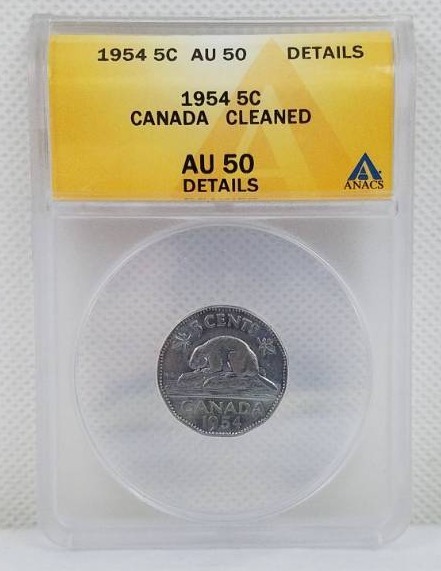 1954 5C AU 50 DETAILS
1954 5C
CANADA CLEANED
AU 50
DETAILS
ANACS
5 CENTS
CANADA
1954